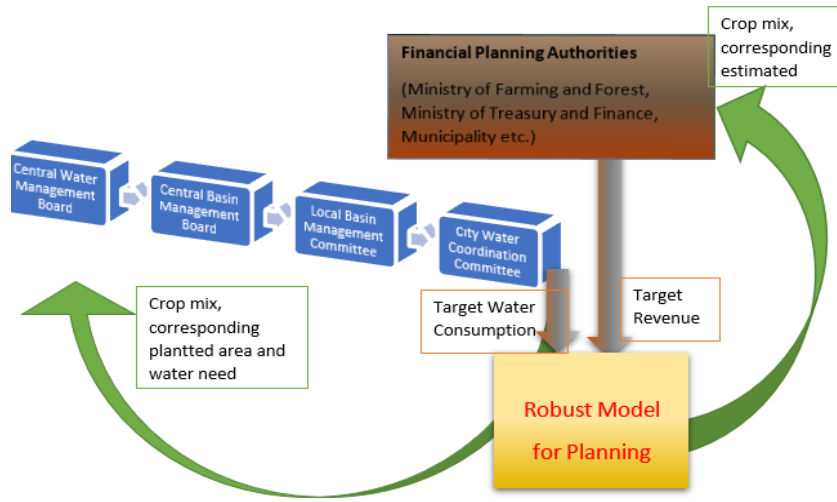 Financial Planning Authorities
(Ministry of Farming and Forest,
Ministry of Treasury and Finance,
Municipality etc.)
Crop mix,
corresponding
estimated
Central Water
Management
Board
Central Basin
Management
Board
Local Basin
Management
Committee
City Water
Coordination
Committee
Crop mix,
corresponding
plantted area and
water need
Target Water
Consumption
Target
Revenue
Robust Model
for Planning